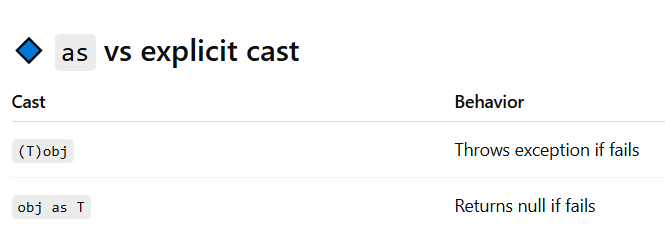 as vs explicit cast
Cast Behavior
(T)obj Throws exception if fails
obj as T Returns null if fails